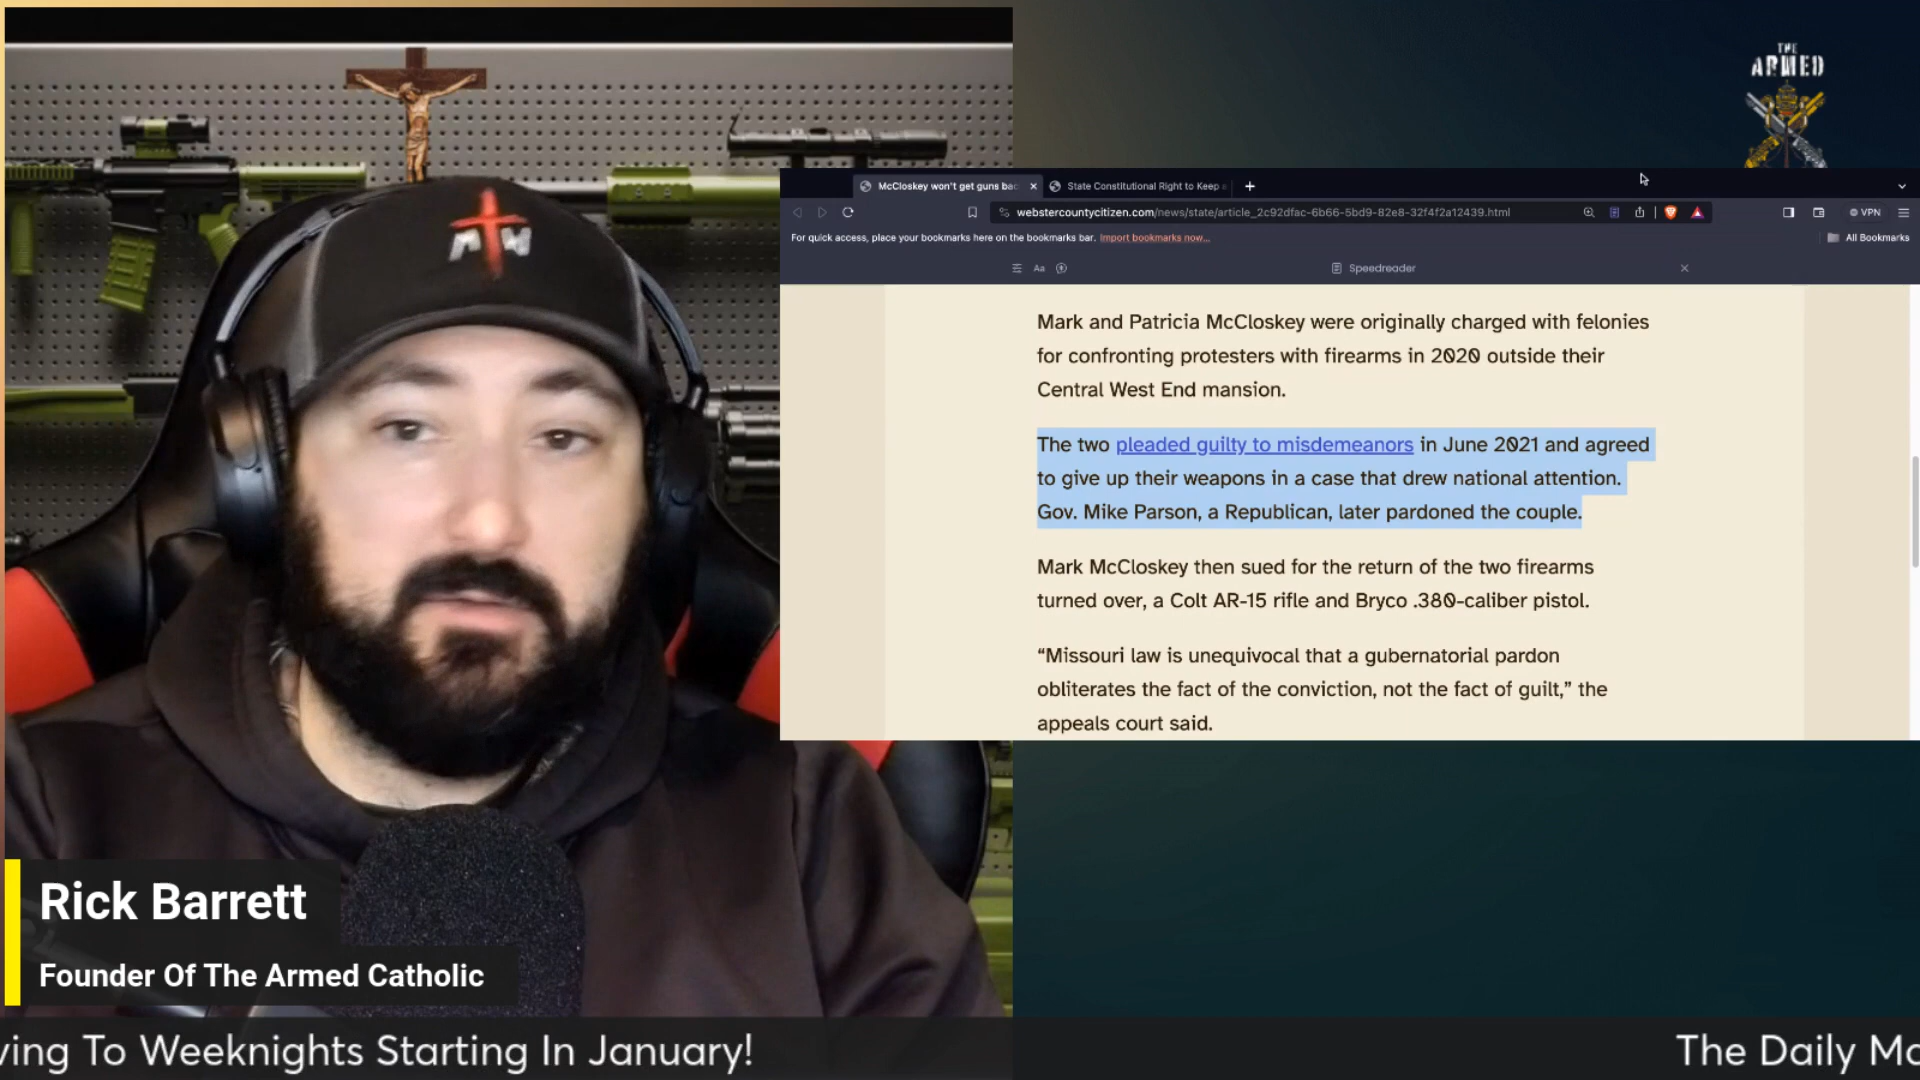 THE
ARMED
MTW
McCloskey won't get guns bac
State Constitutional Right to Keep
webstercountycitizen.com/news/state/article_2c92dfac-6b66-5bd9-82e8-32f4f2a12439.html
VPN
For quick access, place your bookmarks here on the bookmarks bar. Import bookmarks now...
All Bookmarks
Aa
Speedreader
Mark and Patricia McCloskey were originally charged with felonies
for confronting protesters with firearms in 2020 outside their
Central West End mansion.
The two pleaded guilty to misdemeanors in June 2021 and agreed
to give up their weapons in a case that drew national attention.
Gov. Mike Parson, a Republican, later pardoned the couple.
Mark McCloskey then sued for the return of the two firearms
turned over, a Colt AR-15 rifle and Bryco .380-caliber pistol.
“Missouri law is unequivocal that a gubernatorial pardon
obliterates the fact of the conviction, not the fact of guilt,” the
appeals court said.
Rick Barrett
Founder Of The Armed Catholic
ving To Weeknights Starting In January!
The Daily Ma